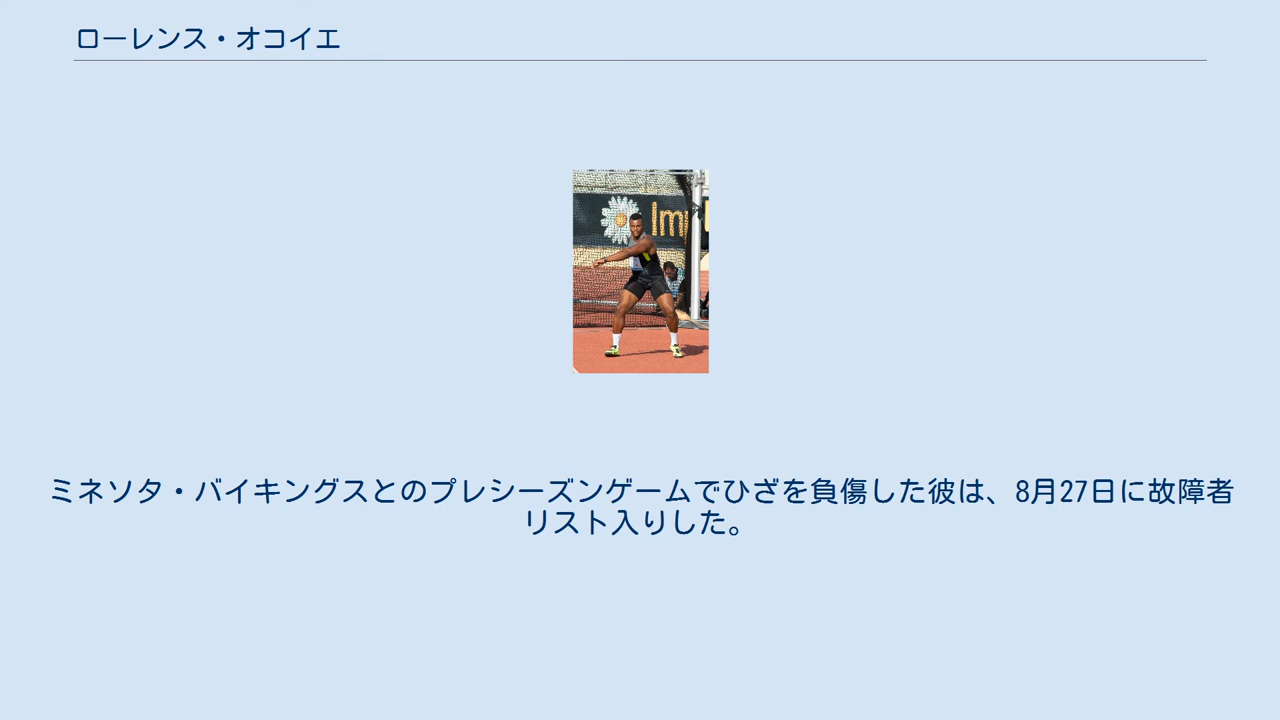 ローレンス・オコイエ
Imp
ミネソタ・バイキングスとのプレシーズンゲームでひざを負傷した彼は、8月27日に故障者
リスト入りした。